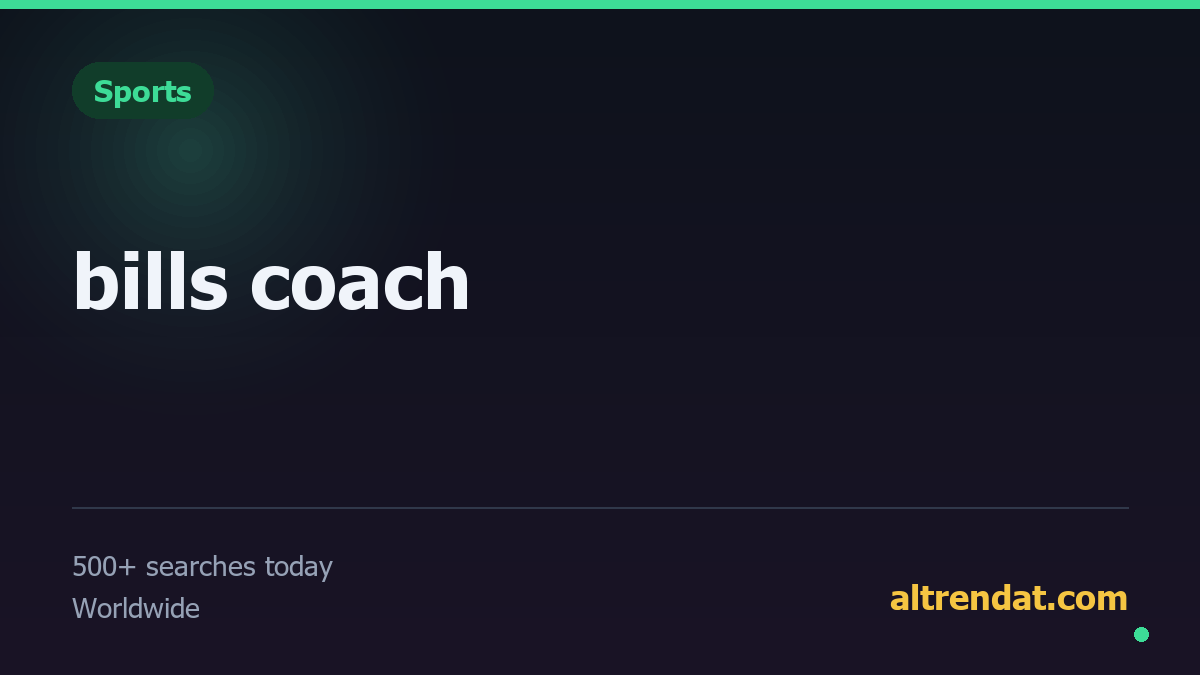 Sports
bills coach
500+ searches today
Worldwide
altrendat.com